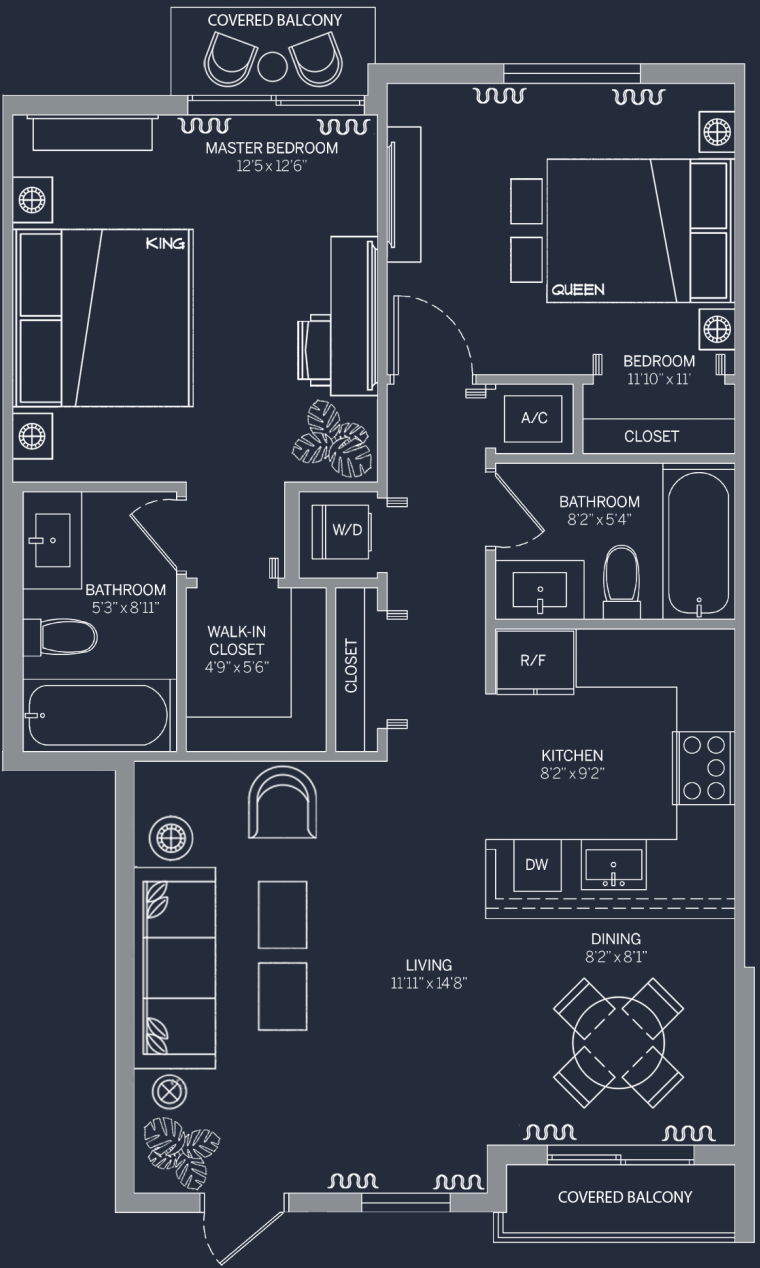 COVERED BALCONY
MASTER BEDROOM
12'5 x 12'6"
KING
QUEEN
BEDROOM
11'10" x 11'
A/C
CLOSET
W/D
BATHROOM
8'2" x 5'4"
BATHROOM
5'3" x 8'11"
WALK-IN
CLOSET
4'9" x 5'6"
CLOSET
R/F
KITCHEN
8'2" x 9'2"
DW
DINING
8'2" x 8'1"
LIVING
11'11" x 14'8"
COVERED BALCONY